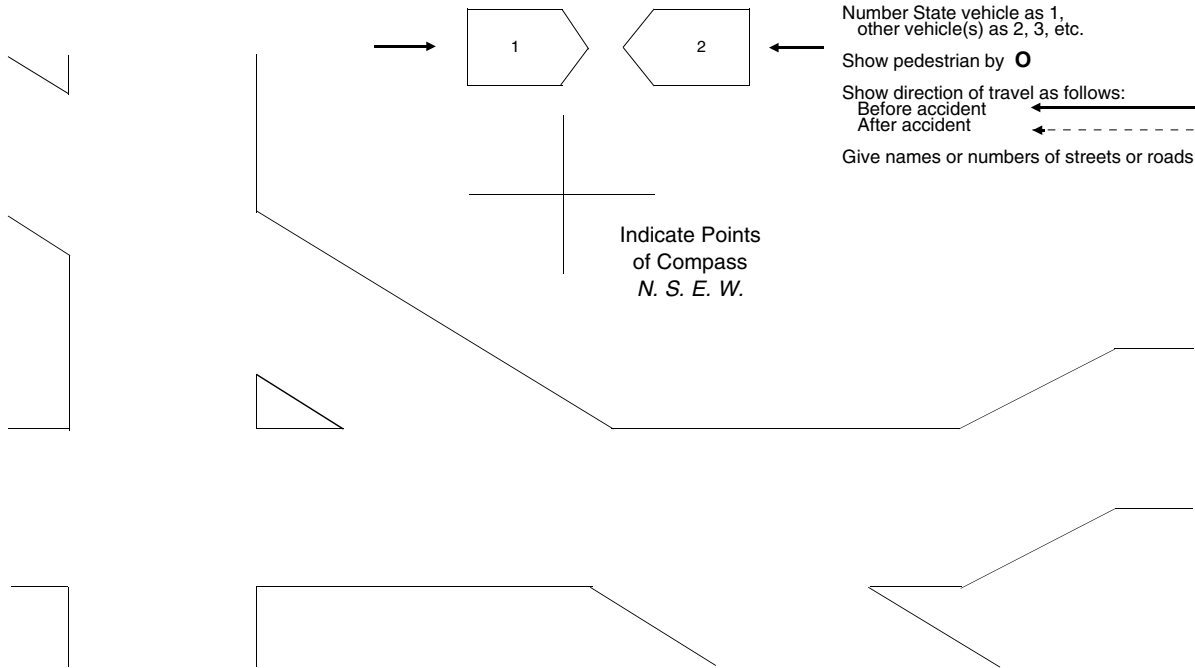 1
2
Number State vehicle as 1,
other vehicle(s) as 2, 3, etc.
Show pedestrian by O
Show direction of travel as follows:
Before accident
After accident
Give names or numbers of streets or roads
Indicate Points
of Compass
N. S. E. W.